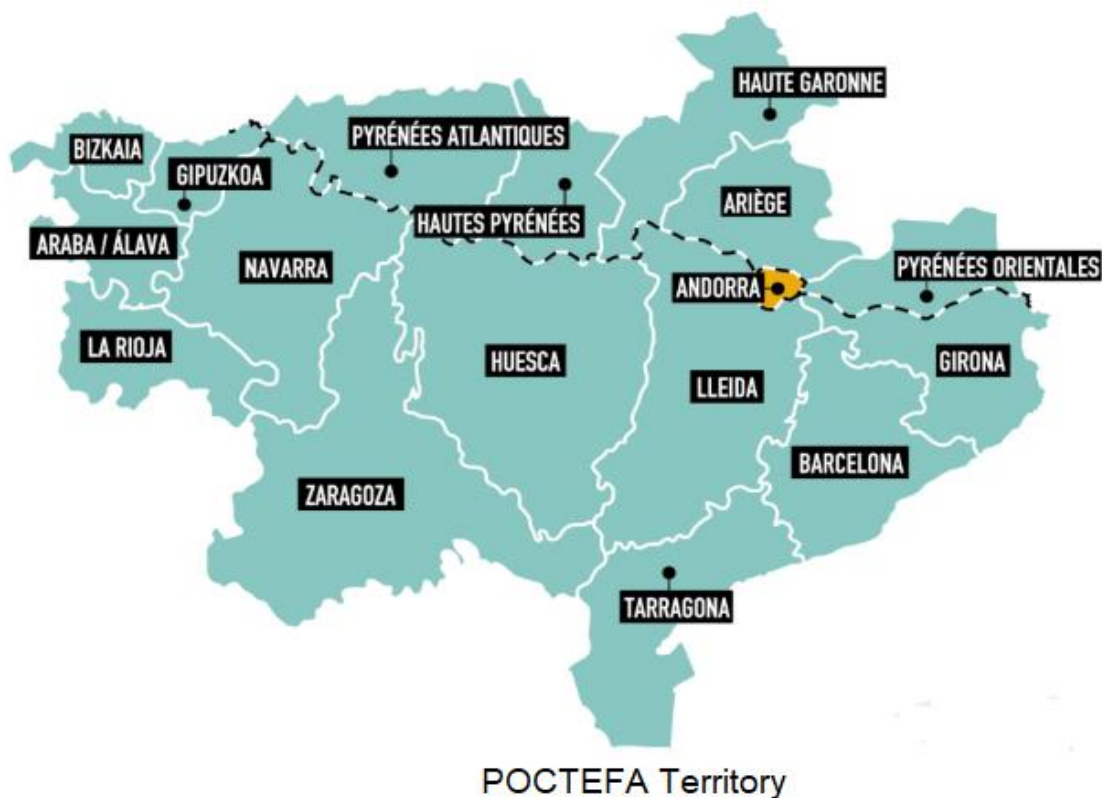 HAUTE GARONNE
PYRÉNÉES ATLANTIQUES
BIZKAIA
GIPUZKOA
ARIÈGE
HAUTES PYRÉNÉES
ARABA / ÁLAVA
NAVARRA
PYRÉNÉES ORIENTALES
ANDORRA
LA RIOJA
HUESCA
GIRONA
LLEIDA
BARCELONA
ZARAGOZA
TARRAGONA
POCTEFA Territory